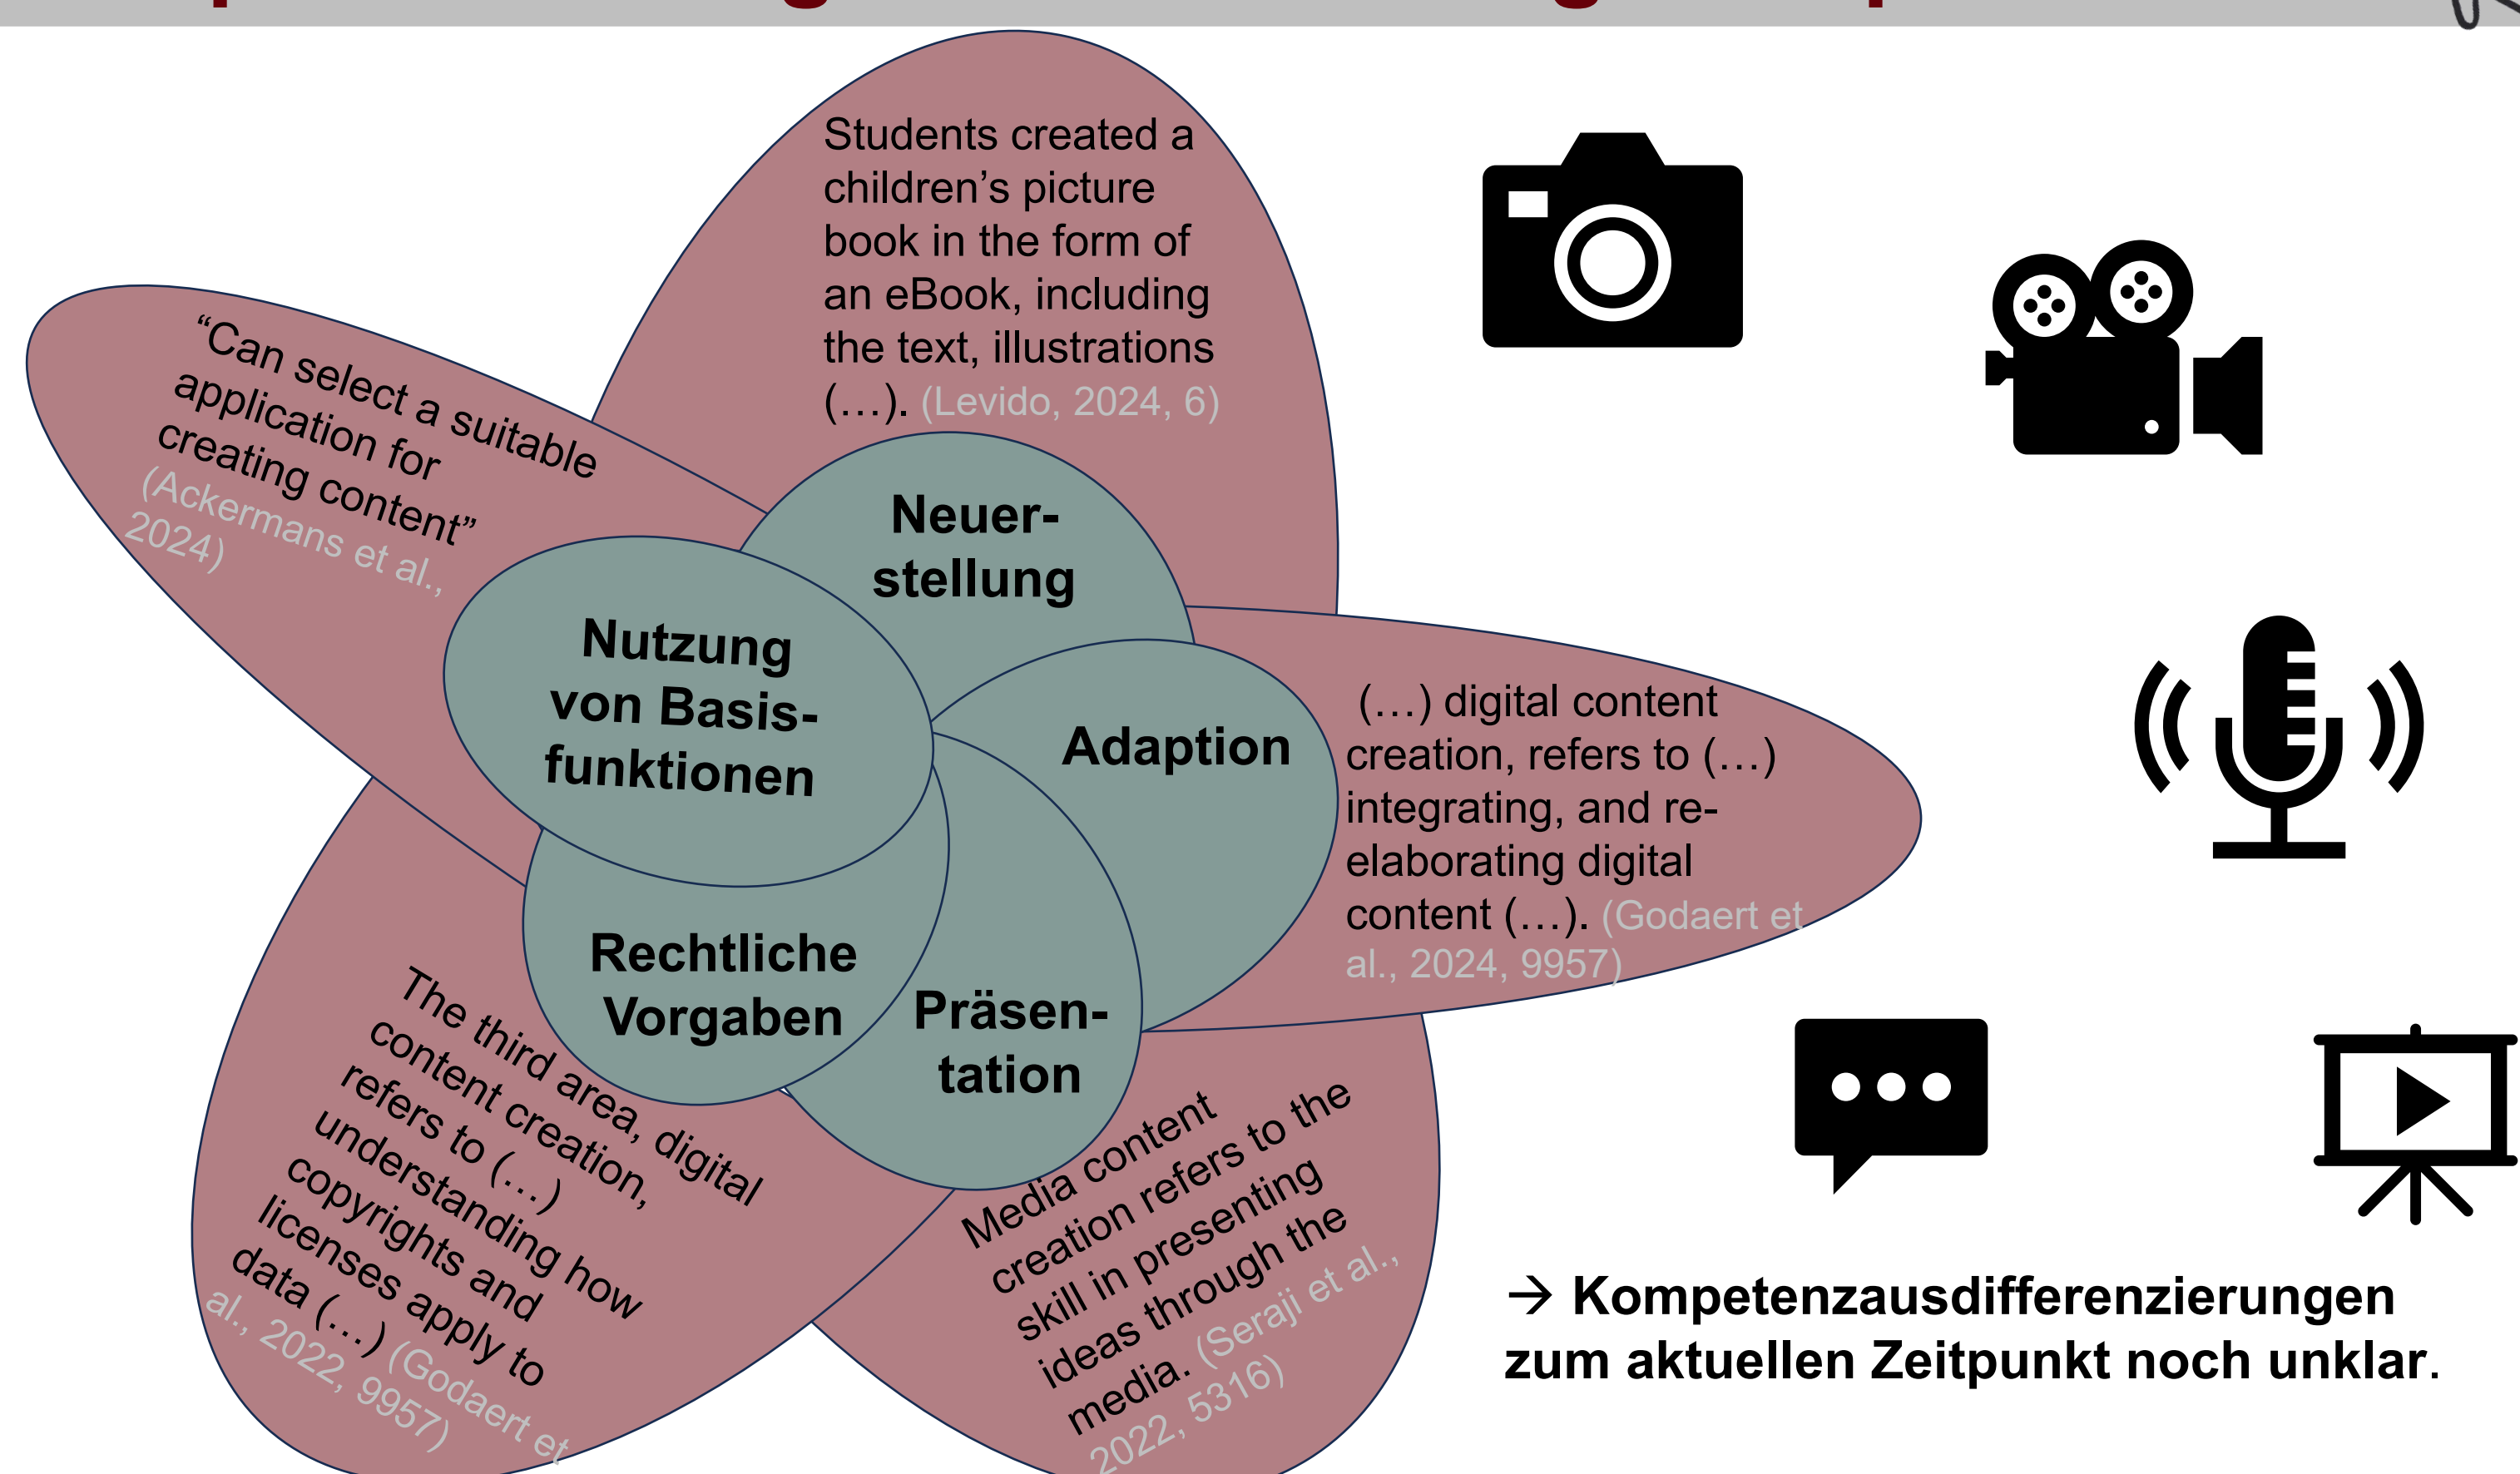 Students created a
children’s picture
book in the form of
an eBook, including
the text, illustrations
(…). (Levido, 2024, 6)
“Can select a suitable
application for
creating content”
(Ackermans et al.,
2024)
Neuer-
stellung
Nutzung
von Basis-
funktionen
Adaption
(…) digital content
creation, refers to (…)
integrating, and re-
elaborating digital
content (…). (Godaert et
al., 2024, 9957)
Rechtliche
Vorgaben
Präsen-
tation
The third area, digital
content creation,
refers to (…)
understanding how
copyrights and
licenses apply to
data (…) (Godaert et
al., 2022, 9957)
Media content
creation refers to the
skill in presenting
ideas through the
media. (Seraji et al.,
2022, 5316)
→ Kompetenzausdifferenzierungen
zum aktuellen Zeitpunkt noch unklar.